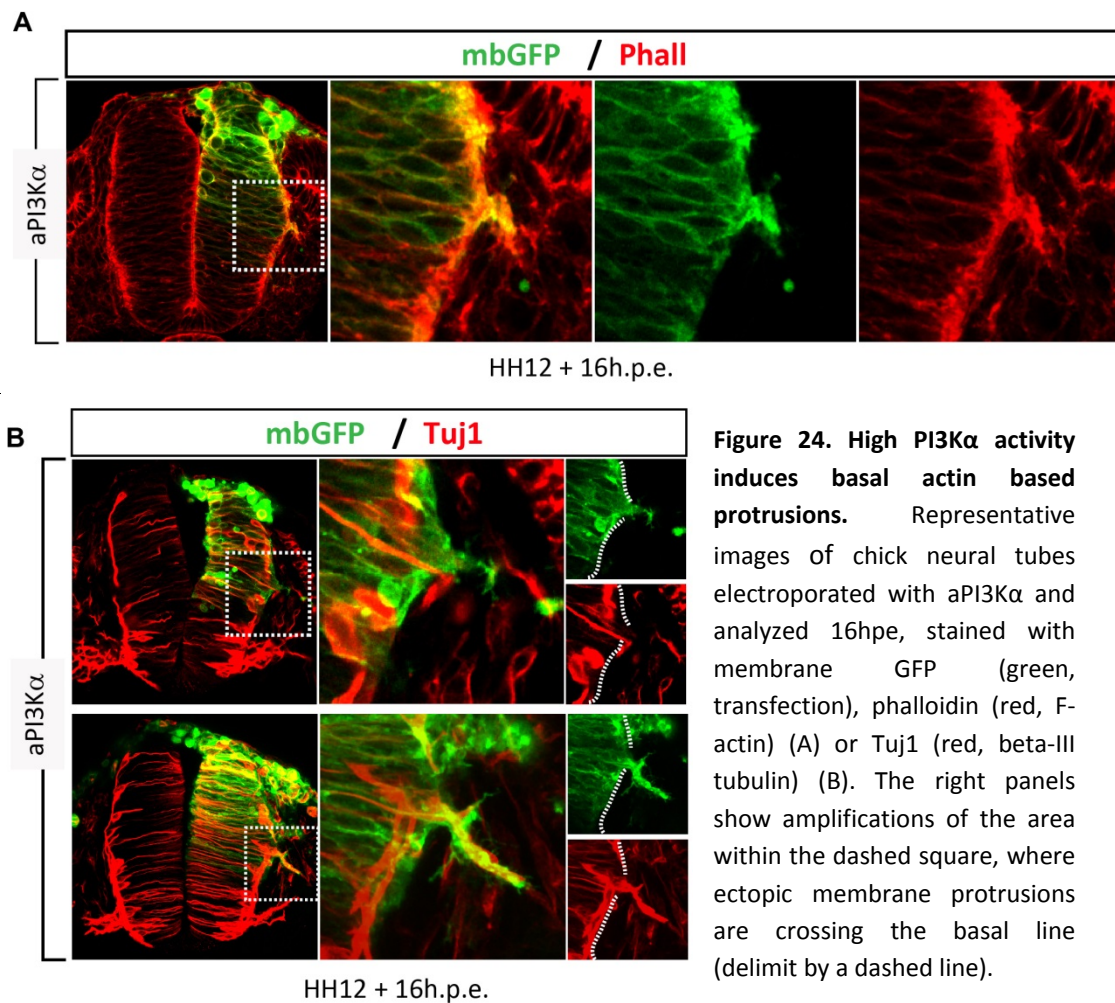 A
mbGFP / Phall
aPI3Kα
HH12 + 16h.p.e.
B
mbGFP / Tuj1
aPI3Kα
aPI3Kα
HH12 + 16h.p.e.
Figure 24. High PI3Kα activity
induces basal actin based
protrusions. Representative
images of chick neural tubes
electroporated with aPI3Kα and
analyzed 16hpe, stained with
membrane GFP (green,
transfection), phalloidin (red, F-
actin) (A) or Tuj1 (red, beta-III
tubulin) (B). The right panels
show amplifications of the area
within the dashed square, where
ectopic membrane protrusions
are crossing the basal line
(delimit by a dashed line).